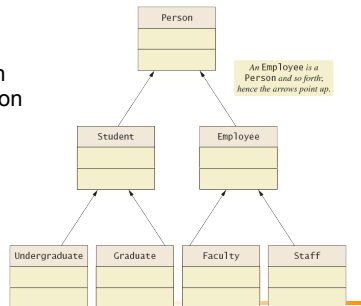 Person
n
on
An Employee is a
Person and so forth;
hence the arrows point up.
Student
Employee
Undergraduate
Graduate
Faculty
Staff